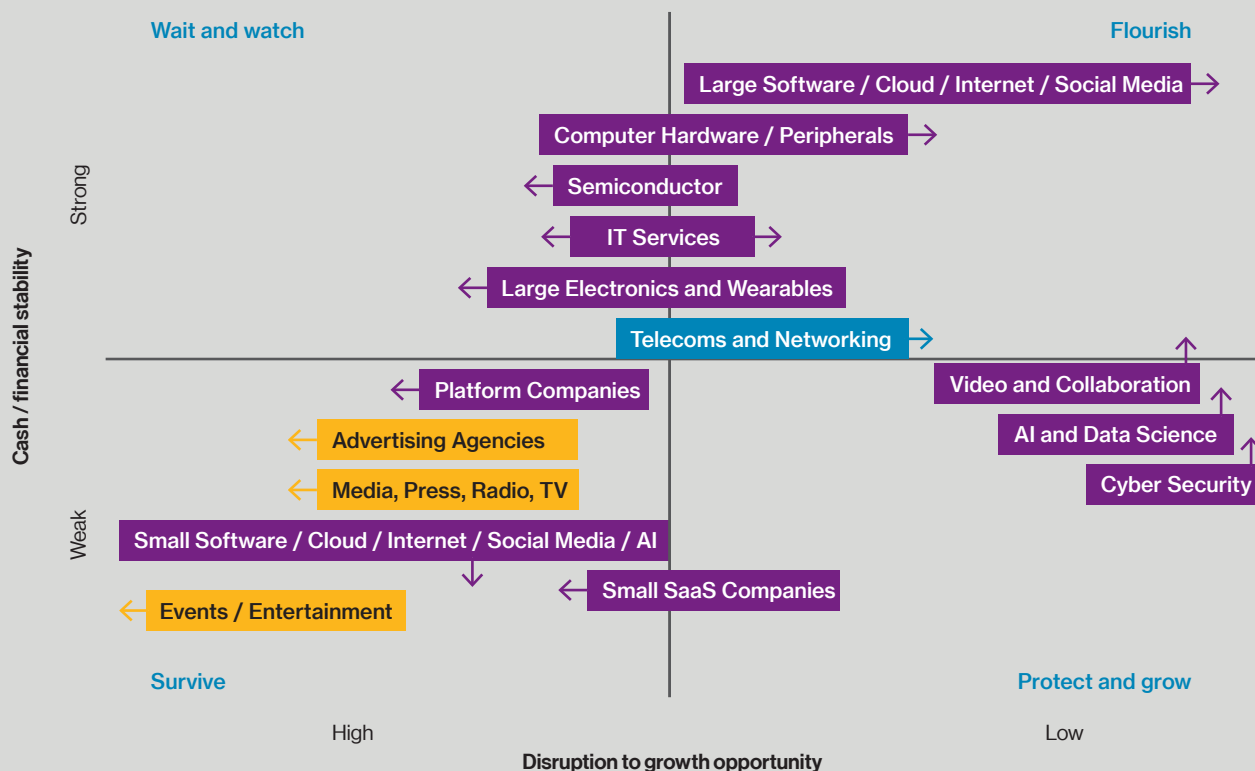 Wait and watch
Flourish
Large Software / Cloud / Internet / Social Media
Computer Hardware / Peripherals
Semiconductor
IT Services
Large Electronics and Wearables
Telecoms and Networking
Strong
Cash / financial stability
Platform Companies
Video and Collaboration
Advertising Agencies
AI and Data Science
Media, Press, Radio, TV
Cyber Security
Weak
Small Software / Cloud / Internet / Social Media / AI
Small SaaS Companies
Events / Entertainment
Survive
Protect and grow
High
Low
Disruption to growth opportunity